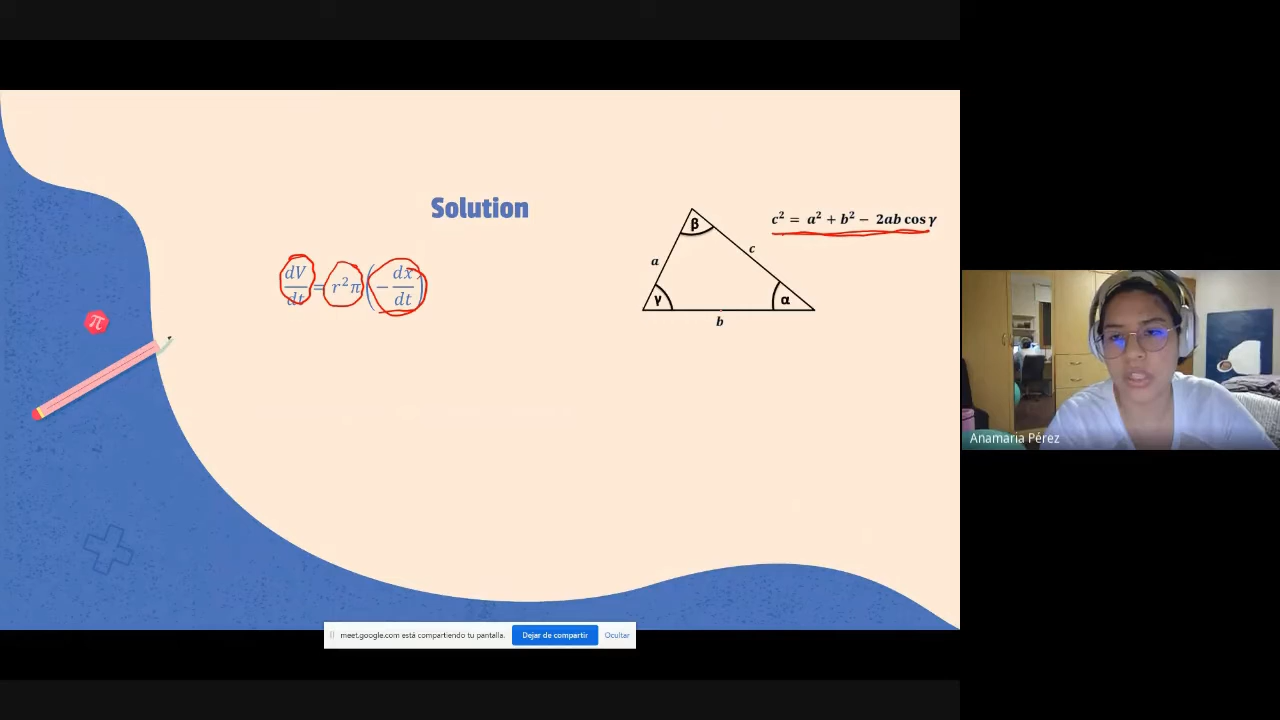 Solution
dV/dt = r²π(−dx/dt)
c² = a² + b² − 2ab cos γ
β
a
c
γ
α
b
π
Anamaria Pérez
meet.google.com está compartiendo tu pantalla.
Dejar de compartir
Ocultar